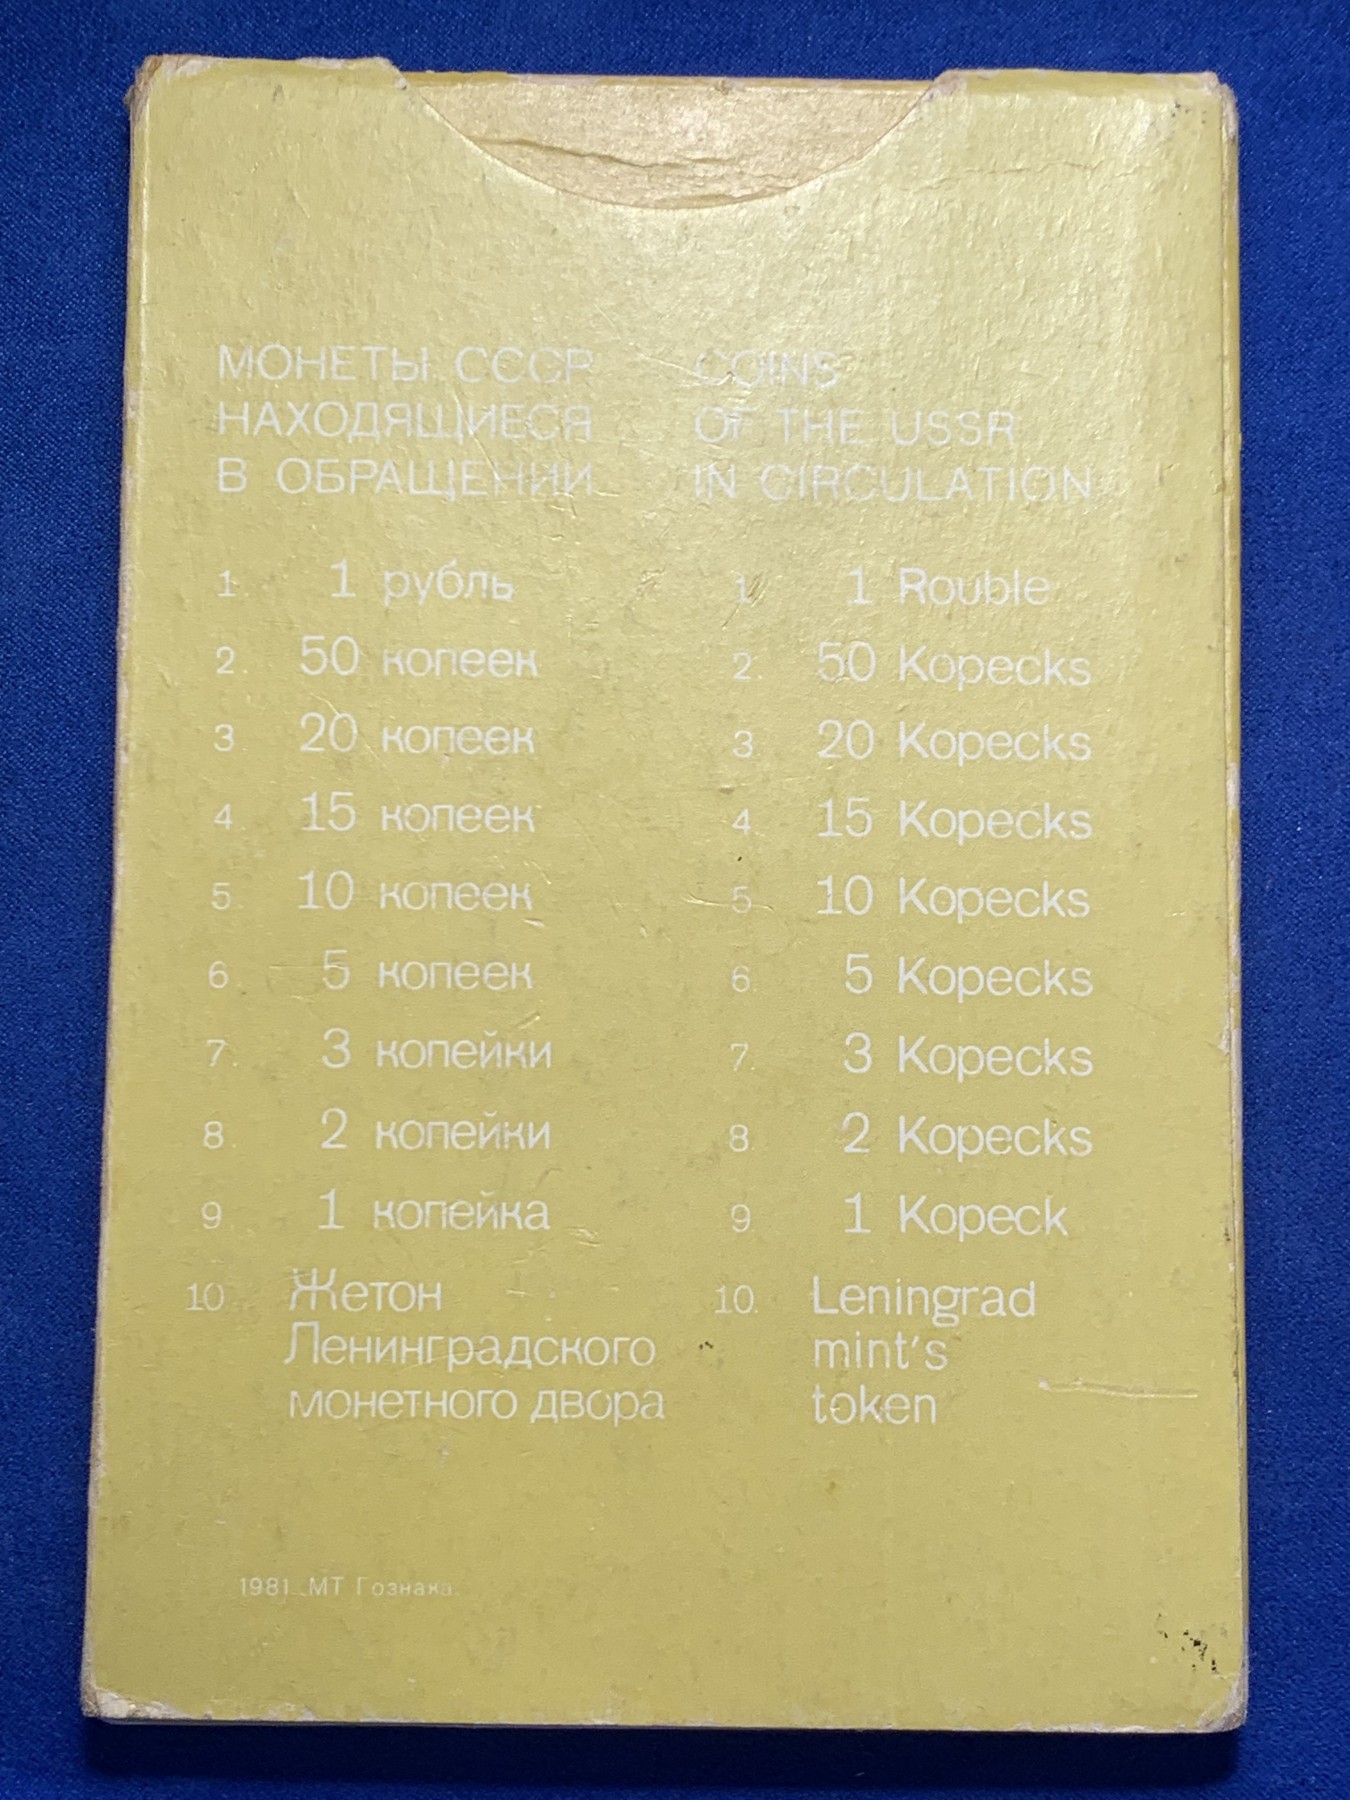 МОНЕТЫ СССР
НАХОДЯЩИЕСЯ
В ОБРАЩЕНИИ
1. 1 рубль
2. 50 копеек
3 20 копеек
4. 15 копеек
5. 10 копеек
6. 5 копеек
7. 3 копейки
8. 2 копейки
9. 1 копейка
10 Жетон
Ленинградского
монетного двора
COINS
OF THE USSR
IN CIRCULATION
1. 1 Rouble
2. 50 Kopecks
3. 20 Kopecks
4. 15 Kopecks
5. 10 Kopecks
6. 5 Kopecks
7. 3 Kopecks
8. 2 Kopecks
9. 1 Kopeck
10. Leningrad
mint's
token
1981. МТ Гознака.